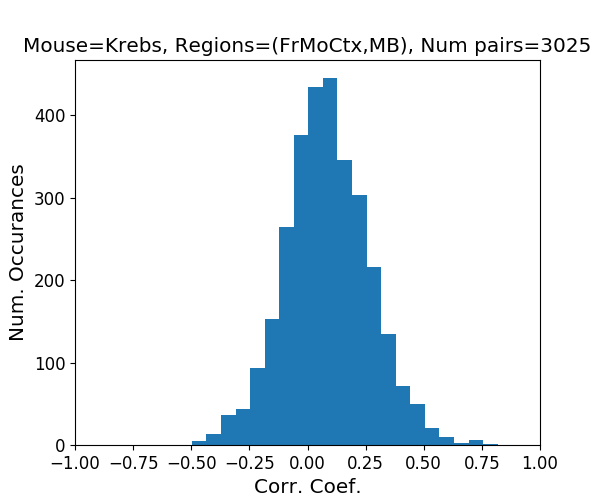 Mouse=Krebs, Regions=(FrMoCtx,MB), Num pairs=3025
400
300
200
100
0
Num. Occurances
−1.00 −0.75 −0.50 −0.25 0.00 0.25 0.50 0.75 1.00
Corr. Coef.